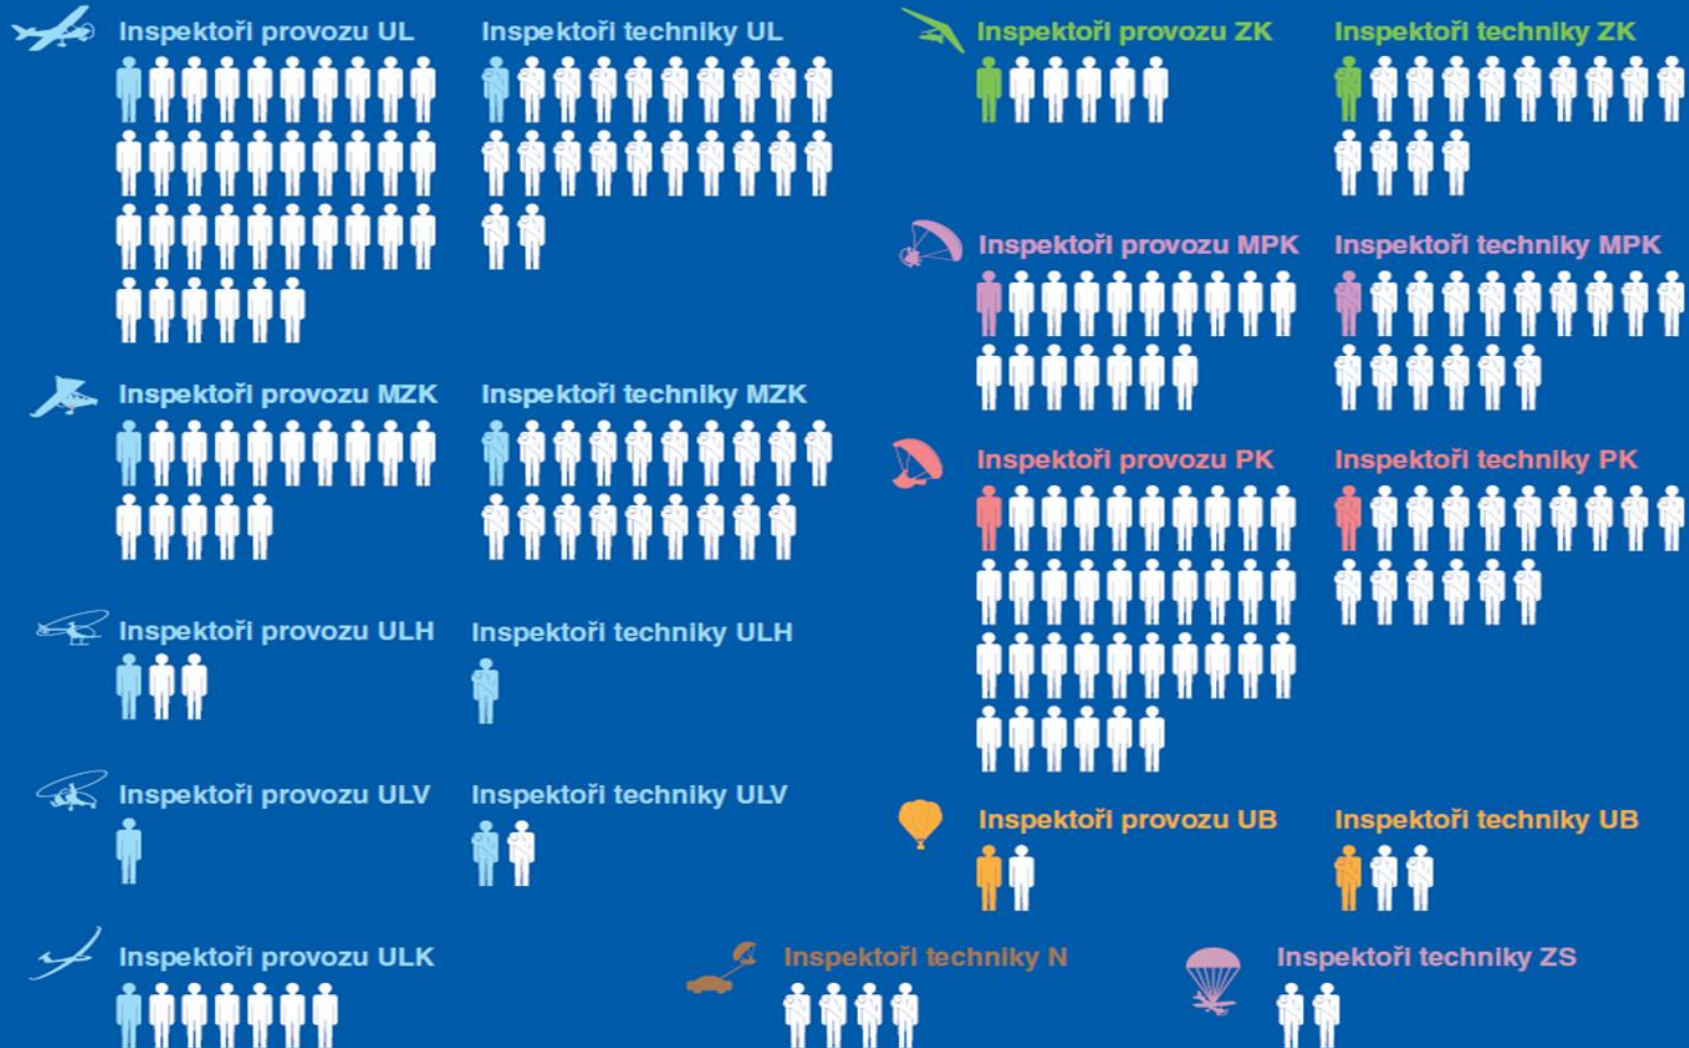 Inspektoři provozu UL
Inspektoři techniky UL
Inspektoři provozu MZK
Inspektoři techniky MZK
Inspektoři provozu ULH
Inspektoři techniky ULH
Inspektoři provozu ULV
Inspektoři techniky ULV
Inspektoři provozu ULK
Inspektoři provozu ZK
Inspektoři techniky ZK
Inspektoři provozu MPK
Inspektoři techniky MPK
Inspektoři provozu PK
Inspektoři techniky PK
Inspektoři provozu UB
Inspektoři techniky UB
Inspektoři techniky N
Inspektoři techniky ZS